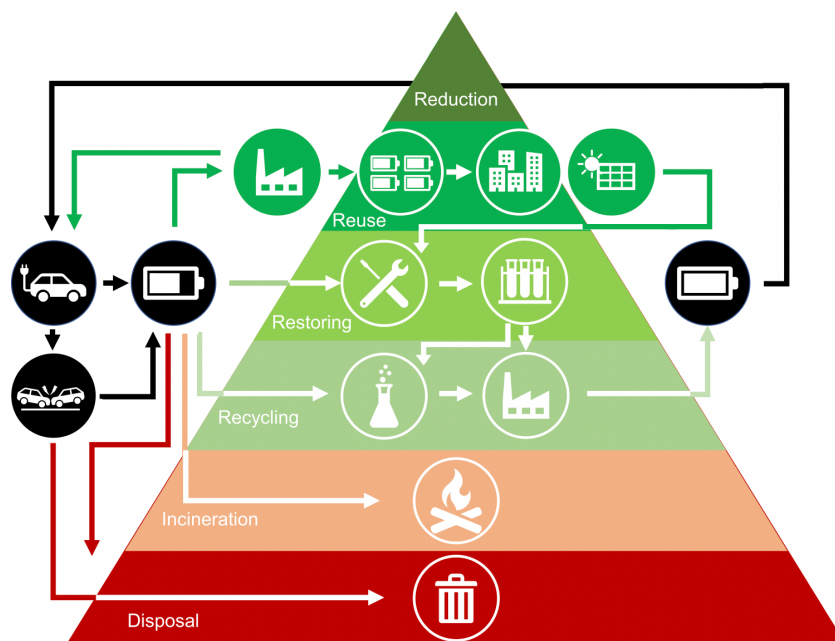 Reduction
Reuse
Restoring
Recycling
Incineration
Disposal